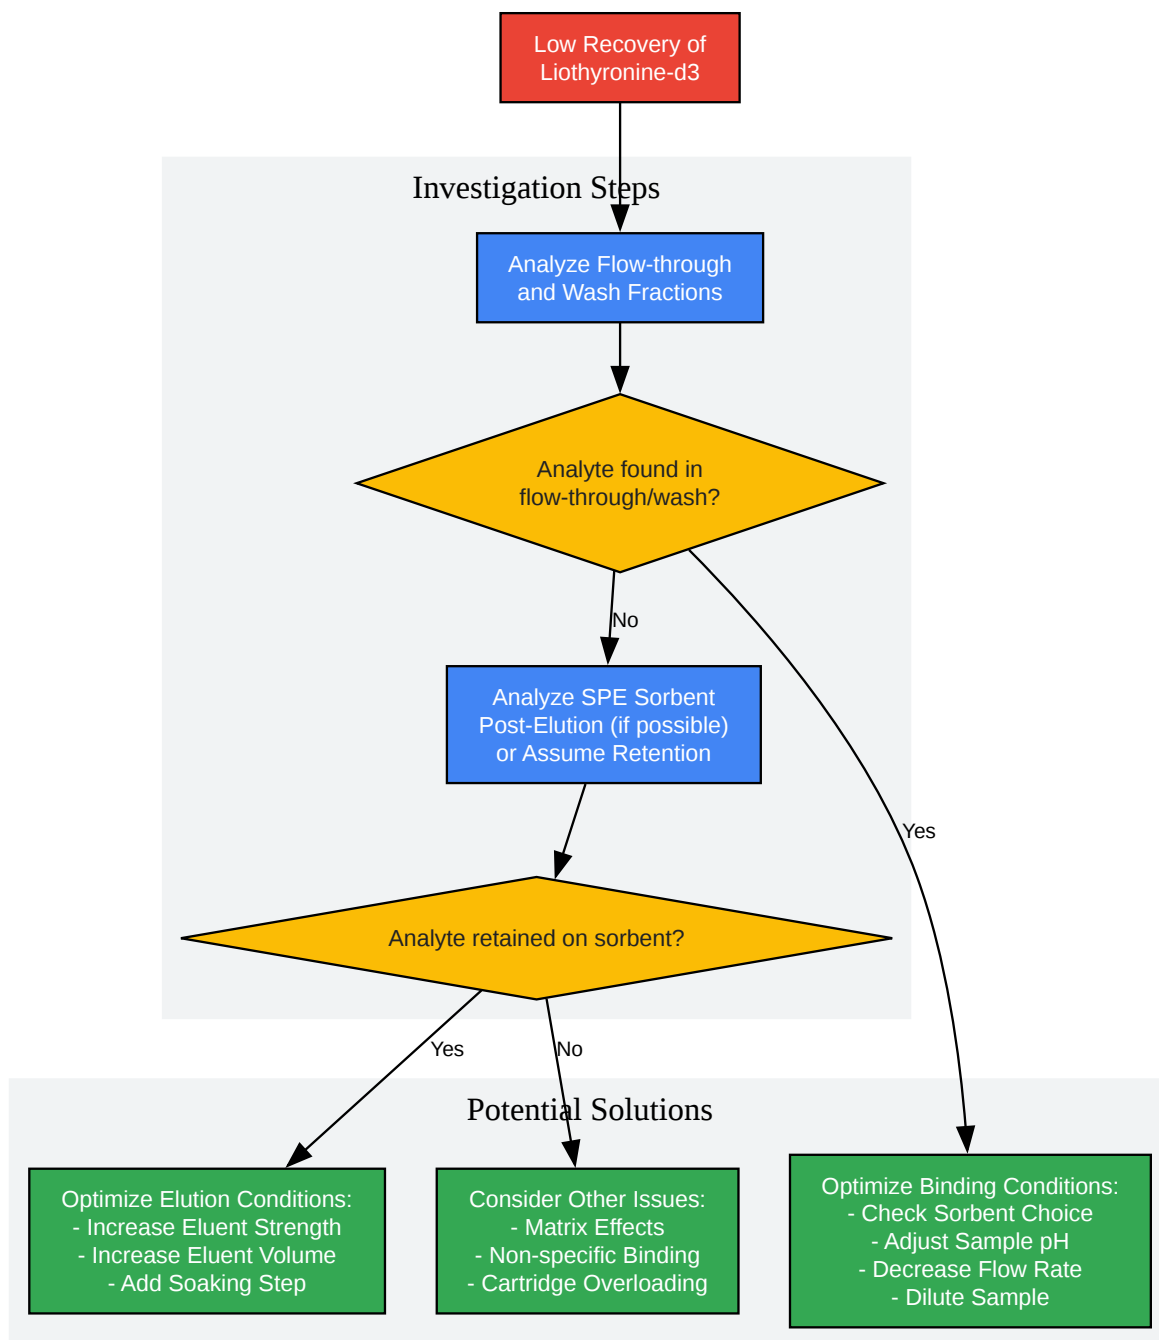 Low Recovery of
Liothyronine-d3
Investigation Steps
Analyze Flow-through
and Wash Fractions
Analyte found in
flow-through/wash?
No
Analyze SPE Sorbent
Post-Elution (if possible)
or Assume Retention
Yes
Analyte retained on sorbent?
Yes
No
Potential Solutions
Optimize Elution Conditions:
- Increase Eluent Strength
- Increase Eluent Volume
- Add Soaking Step
Consider Other Issues:
- Matrix Effects
- Non-specific Binding
- Cartridge Overloading
Optimize Binding Conditions:
- Check Sorbent Choice
- Adjust Sample pH
- Decrease Flow Rate
- Dilute Sample